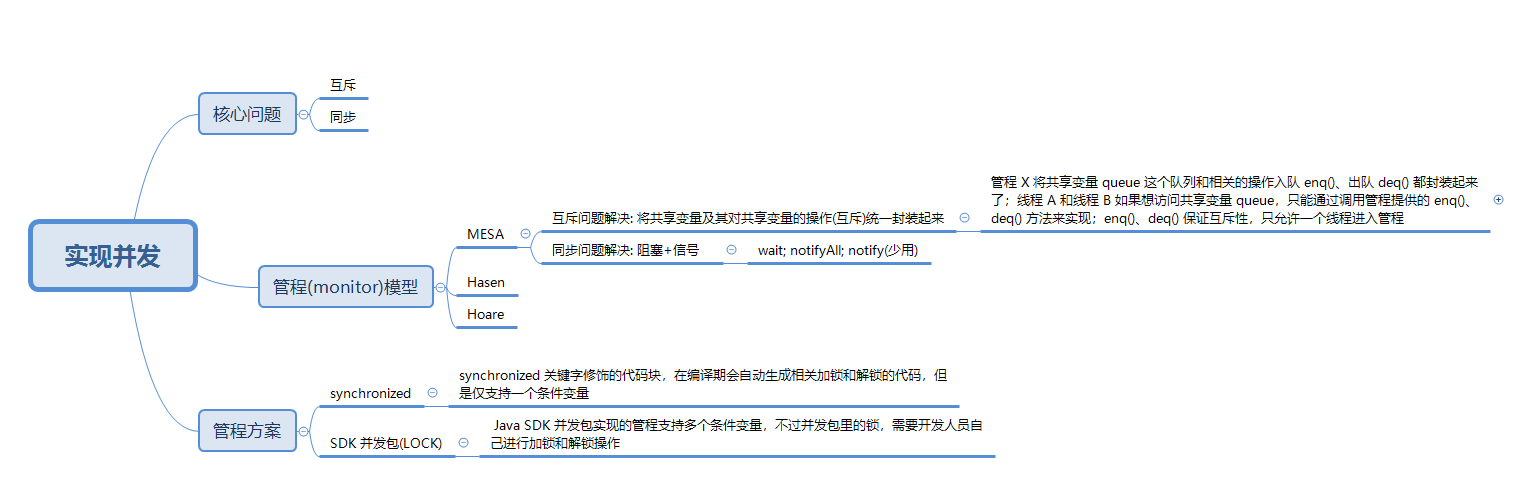 实现并发
核心问题
互斥
同步
管程(monitor)模型
MESA
互斥问题解决: 将共享变量及其对共享变量的操作(互斥)统一封装起来
管程 X 将共享变量 queue 这个队列和相关的操作入队 enq()、出队 deq() 都封装起来
了；线程 A 和线程 B 如果想访问共享变量 queue，只能通过调用管程提供的 enq()、
deq() 方法来实现；enq()、deq() 保证互斥性，只允许一个线程进入管程
同步问题解决: 阻塞+信号
wait; notifyAll; notify(少用)
Hasen
Hoare
管程方案
synchronized
synchronized 关键字修饰的代码块，在编译期会自动生成相关加锁和解锁的代码，但
是仅支持一个条件变量
SDK 并发包(LOCK)
Java SDK 并发包实现的管程支持多个条件变量，不过并发包里的锁，需要开发人员自
己进行加锁和解锁操作